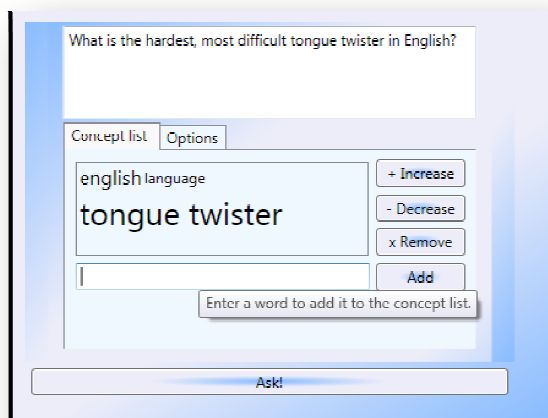 What is the hardest, most difficult tongue twister in English?
Concept list
Options
english language
tongue twister
+ Increase
- Decrease
x Remove
Add
Enter a word to add it to the concept list.
Ask!